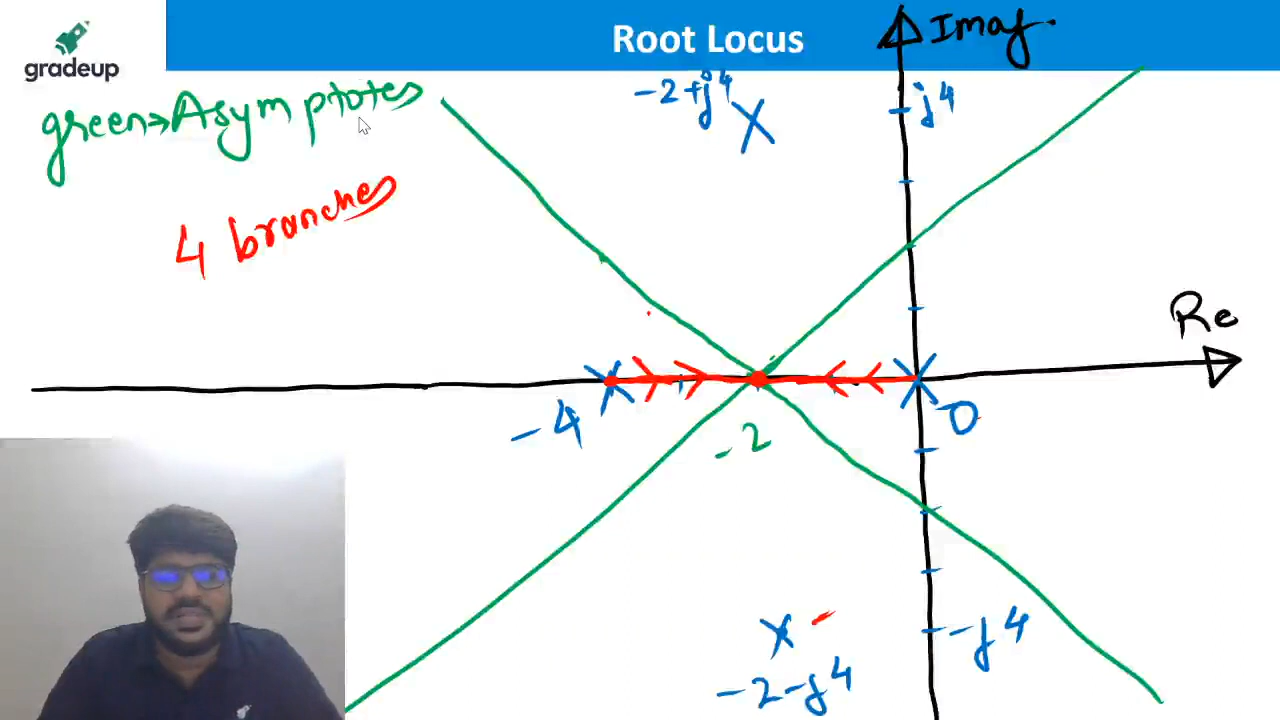 Root Locus
gradeup
Imag.
-2+j4
j4
green→Asymptotes
4 branches
Re
-4
-2
0
-j4
-2-j4